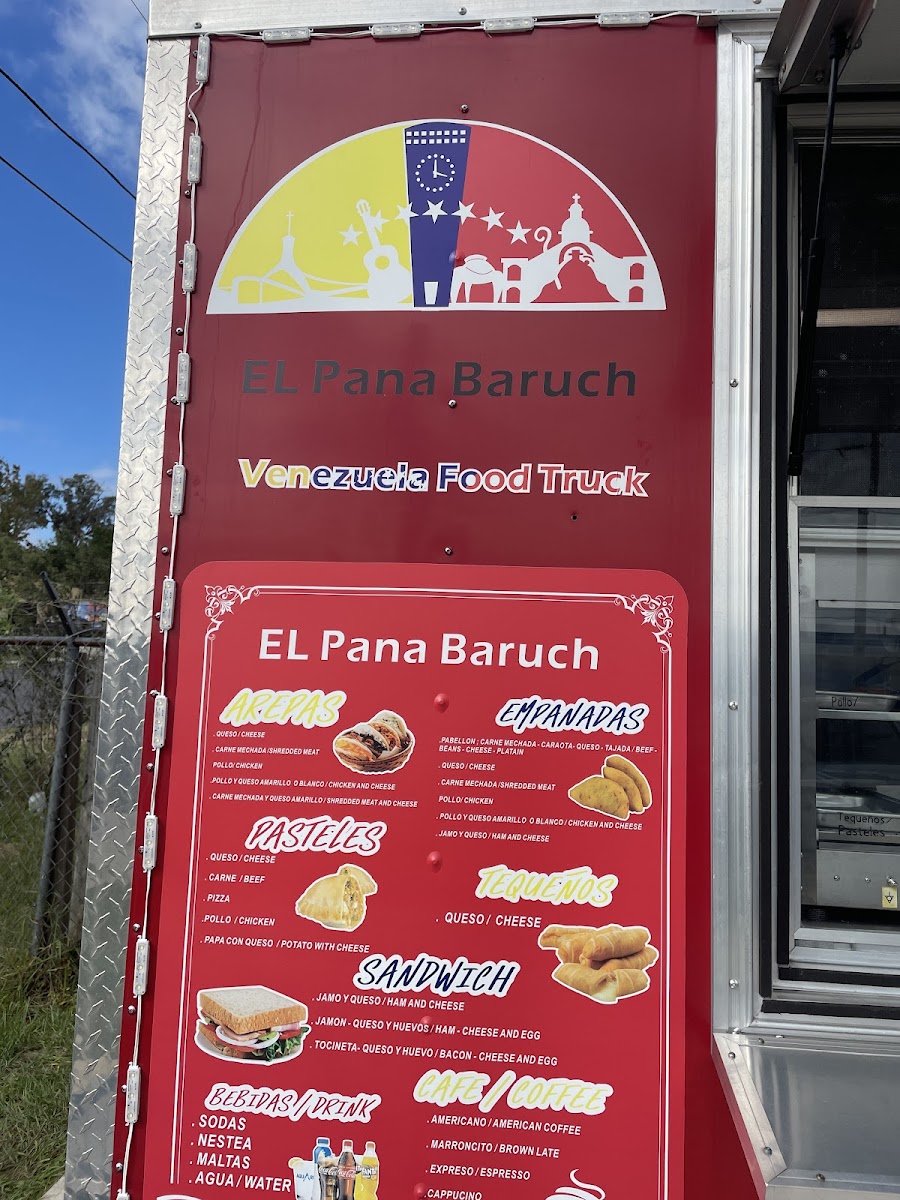 EL Pana Baruch
Venezuela Food Truck
EL Pana Baruch
AREPAS
. QUESO / CHEESE
. CARNE MECHADA /SHREDDED MEAT
POLLO/ CHICKEN
.POLLO Y QUESO AMARILLO O BLANCO / CHICKEN AND CHEESE
. CARNE MECHADA Y QUESO AMARILLO / SHREDDED MEAT AND CHEESE
EMPANADAS
.PABELLON ; CARNE MECHADA - CARAOTA- QUESO - TAJADA / BEEF -
BEANS - CHEESE - PLATAIN
. QUESO / CHEESE
. CARNE MECHADA /SHREDDED MEAT
POLLO/ CHICKEN
. POLLO Y QUESO AMARILLO O BLANCO / CHICKEN AND CHEESE
. JAMO Y QUESO / HAM AND CHEESE
PASTELES
. QUESO / CHEESE
. CARNE / BEEF
. PIZZA
.POLLO / CHICKEN
. PAPA CON QUESO / POTATO WITH CHEESE
TEQUEÑOS
. QUESO / CHEESE
SANDWICH
. JAMO Y QUESO / HAM AND CHEESE
. JAMON - QUESO Y HUEVOS / HAM - CHEESE AND EGG
. TOCINETA- QUESO Y HUEVO / BACON - CHEESE AND EGG
BEBIDAS / DRINK
. SODAS
. NESTEA
. MALTAS
. AGUA / WATER
CAFE / COFFEE
. AMERICANO / AMERICAN COFFEE
. MARRONCITO / BROWN LATE
. EXPRESO / ESPRESSO
. CAPPUCINO
Pollo/
Tequeños/
Pasteles